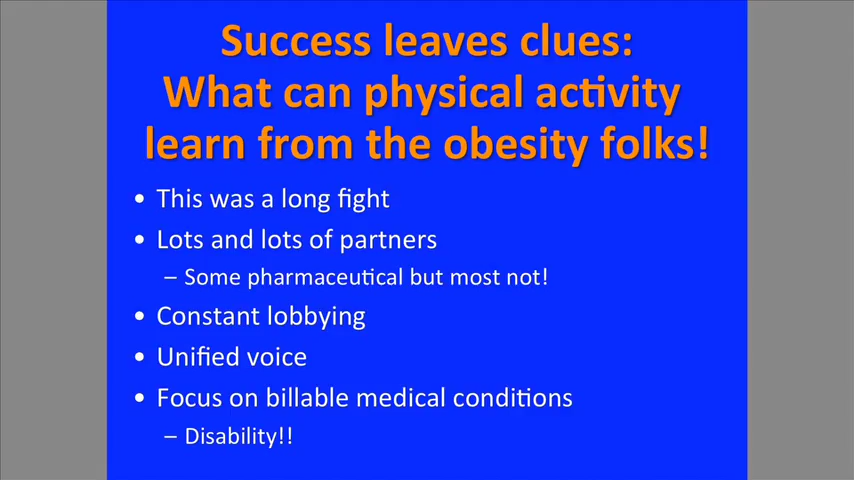 Success leaves clues:
What can physical activity
learn from the obesity folks!
• This was a long fight
• Lots and lots of partners
– Some pharmaceutical but most not!
• Constant lobbying
• Unified voice
• Focus on billable medical conditions
– Disability!!